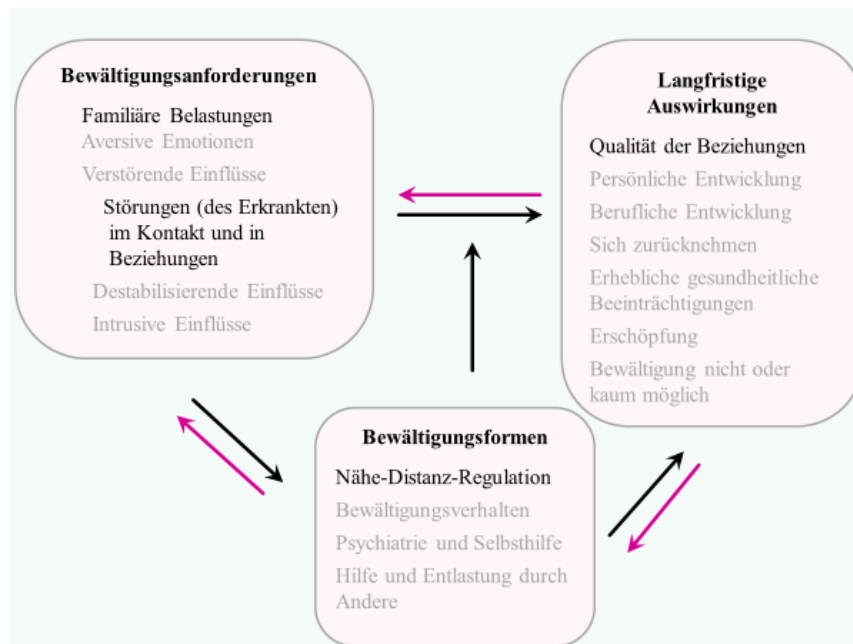 Bewältigungsanforderungen
Familiäre Belastungen
Aversive Emotionen
Verstörende Einflüsse
Störungen (des Erkrankten)
im Kontakt und in
Beziehungen
Destabilisierende Einflüsse
Intrusive Einflüsse
Langfristige
Auswirkungen
Qualität der Beziehungen
Persönliche Entwicklung
Berufliche Entwicklung
Sich zurücknehmen
Erhebliche gesundheitliche
Beeinträchtigungen
Erschöpfung
Bewältigung nicht oder
kaum möglich
Bewältigungsformen
Nähe-Distanz-Regulation
Bewältigungsverhalten
Psychiatrie und Selbsthilfe
Hilfe und Entlastung durch
Andere